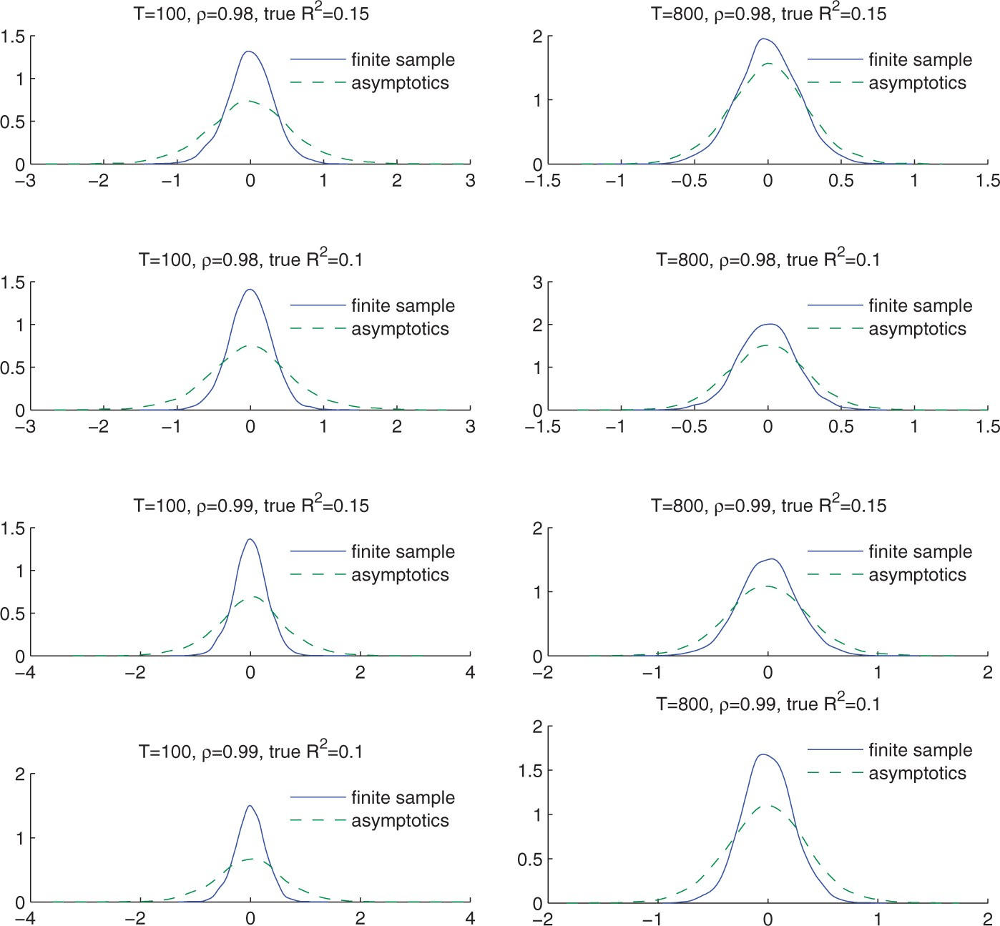 T=100, ρ=0.98, true R²=0.15
1.5
1
0.5
0
−3 −2 −1 0 1 2 3
finite sample
asymptotics
T=800, ρ=0.98, true R²=0.15
2
1
0
−1.5 −1 −0.5 0 0.5 1 1.5
finite sample
asymptotics
T=100, ρ=0.98, true R²=0.1
1.5
1
0.5
0
−3 −2 −1 0 1 2 3
finite sample
asymptotics
T=800, ρ=0.98, true R²=0.1
3
2
1
0
−1.5 −1 −0.5 0 0.5 1 1.5
finite sample
asymptotics
T=100, ρ=0.99, true R²=0.15
1.5
1
0.5
0
−4 −2 0 2 4
finite sample
asymptotics
T=800, ρ=0.99, true R²=0.15
2
1
0
−2 −1 0 1 2
finite sample
asymptotics
T=100, ρ=0.99, true R²=0.1
2
1
0
−4 −2 0 2 4
finite sample
asymptotics
T=800, ρ=0.99, true R²=0.1
2
1.5
1
0.5
0
−2 −1 0 1 2
finite sample
asymptotics